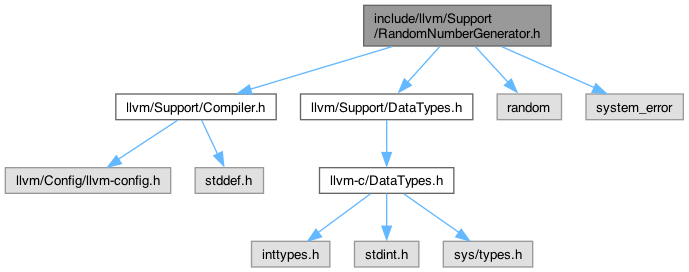 include/llvm/Support
/RandomNumberGenerator.h
llvm/Support/Compiler.h
llvm/Support/DataTypes.h
random
system_error
llvm/Config/llvm-config.h
stddef.h
llvm-c/DataTypes.h
inttypes.h
stdint.h
sys/types.h